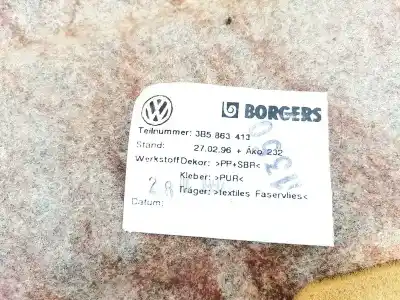 BORGERS
Teilnummer: 3B5 863 413
Stand: 27.02.96 + Äko. 232
Werkstoff Dekor: >PP+SBR<
Kleber: >PUR<
Träger: >textiles Faservlies<
Datum: